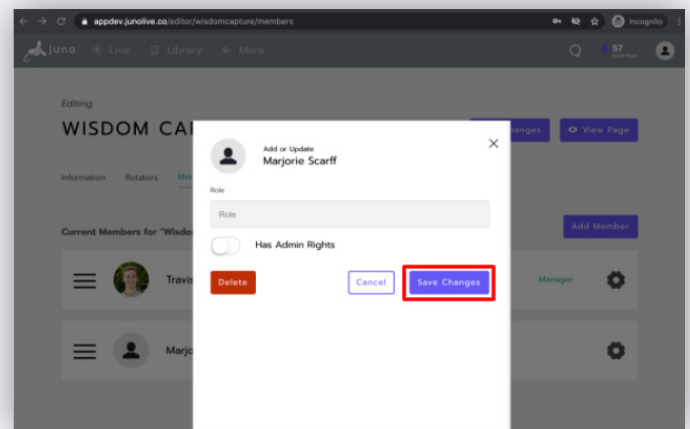 appdev.junolive.co/editor/wisdomcapture/members
Incognito
juno Live Library More
57
Editing
WISDOM CAP
hanges View Page
Information Rotators
Add or Update
Marjorie Scarff
Role
Role
Current Members for "Wisdo
Add Member
Has Admin Rights
Delete Cancel Save Changes
Travis Manager
Marjo